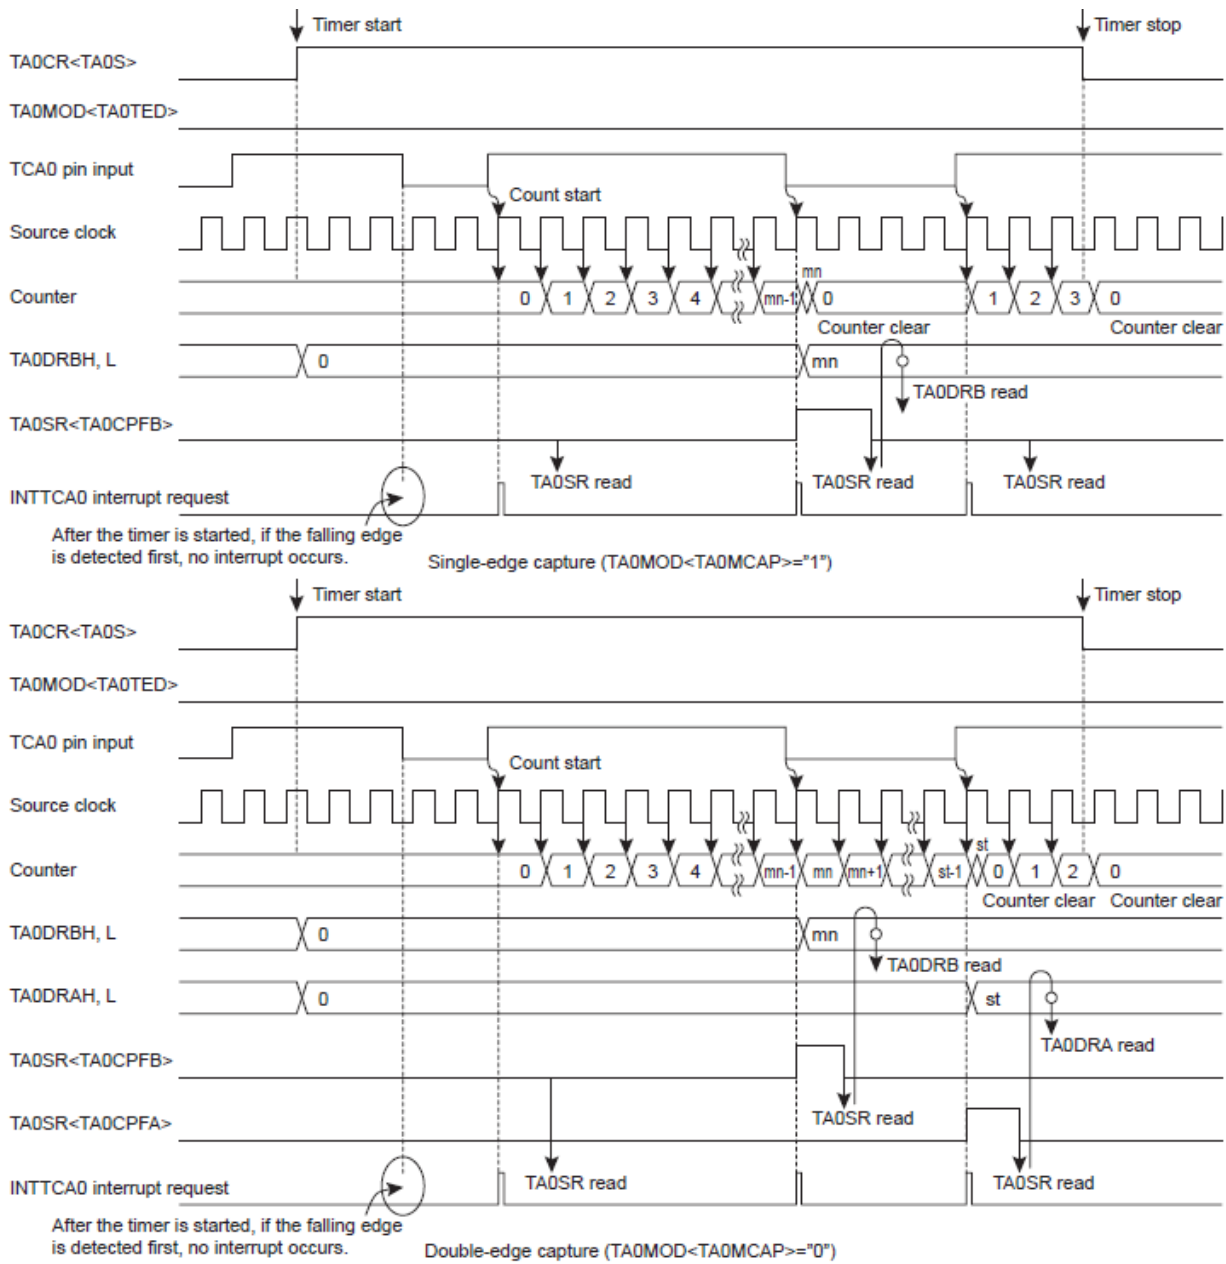 Timer start
Timer stop
TA0CR<TA0S>
TA0MOD<TA0TED>
TCA0 pin input
Count start
Source clock
mn
Counter
0 1 2 3 4 mn-1 0 1 2 3 0
Counter clear
Counter clear
TA0DRBH, L
0
mn
TA0DRB read
TA0SR<TA0CPFB>
TA0SR read
TA0SR read
TA0SR read
INTTCA0 interrupt request
After the timer is started, if the falling edge
is detected first, no interrupt occurs.
Single-edge capture (TA0MOD<TA0MCAP>="1")
Timer start
Timer stop
TA0CR<TA0S>
TA0MOD<TA0TED>
TCA0 pin input
Count start
Source clock
st
Counter
0 1 2 3 4 mn-1 mn mn+1 st-1 0 1 2 0
Counter clear
Counter clear
TA0DRBH, L
0
mn
TA0DRB read
TA0DRAH, L
0
st
TA0DRA read
TA0SR<TA0CPFB>
TA0SR read
TA0SR<TA0CPFA>
TA0SR read
TA0SR read
INTTCA0 interrupt request
After the timer is started, if the falling edge
is detected first, no interrupt occurs.
Double-edge capture (TA0MOD<TA0MCAP>="0")